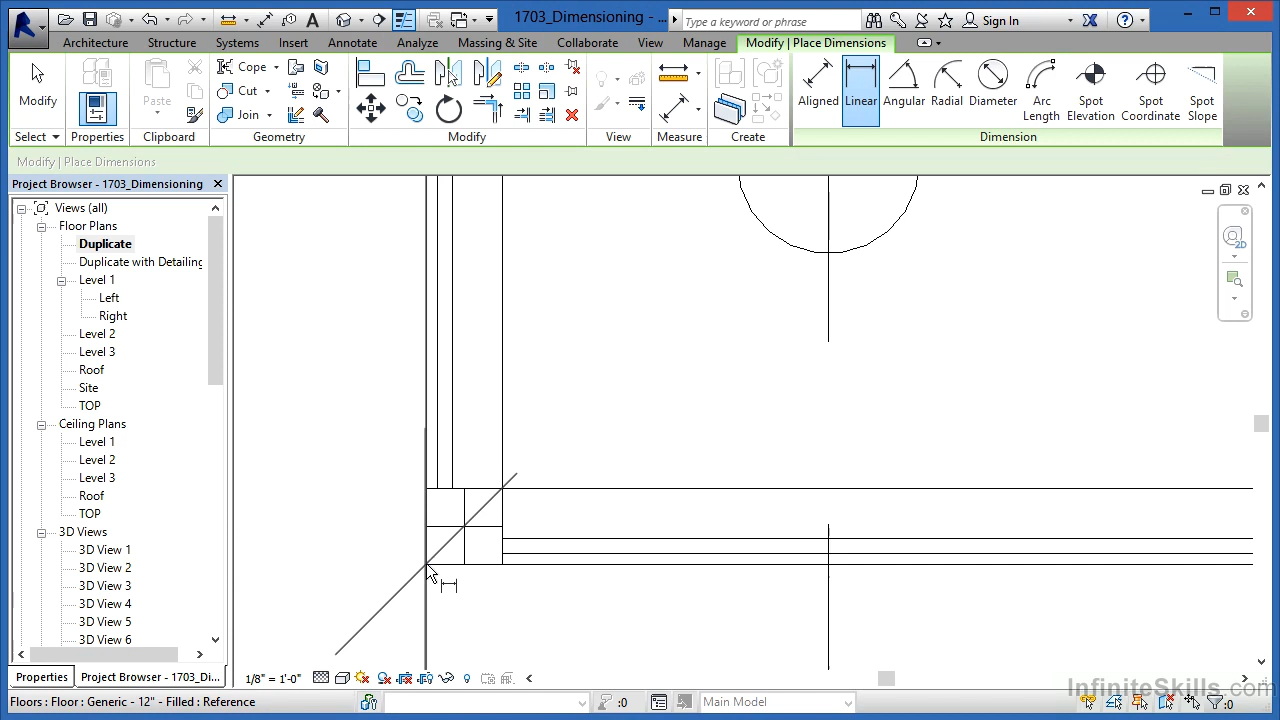 1703_Dimensioning - ...
Type a keyword or phrase
Sign In
Architecture
Structure
Systems
Insert
Annotate
Analyze
Massing & Site
Collaborate
View
Manage
Modify | Place Dimensions
Modify
Paste
Cope
Cut
Join
Aligned
Linear
Angular
Radial
Diameter
Arc
Length
Spot
Elevation
Spot
Coordinate
Spot
Slope
Select
Properties
Clipboard
Geometry
Modify
View
Measure
Create
Dimension
Modify | Place Dimensions
Project Browser - 1703_Dimensioning
Views (all)
Floor Plans
Duplicate
Duplicate with Detailing
Level 1
Left
Right
Level 2
Level 3
Roof
Site
TOP
Ceiling Plans
Level 1
Level 2
Level 3
Roof
TOP
3D Views
3D View 1
3D View 2
3D View 3
3D View 4
3D View 5
3D View 6
2D
Properties
Project Browser - 1703_Di...
1/8" = 1'-0"
InfiniteSkills.com
Floors : Floor : Generic - 12" - Filled : Reference
:0
Main Model
:0